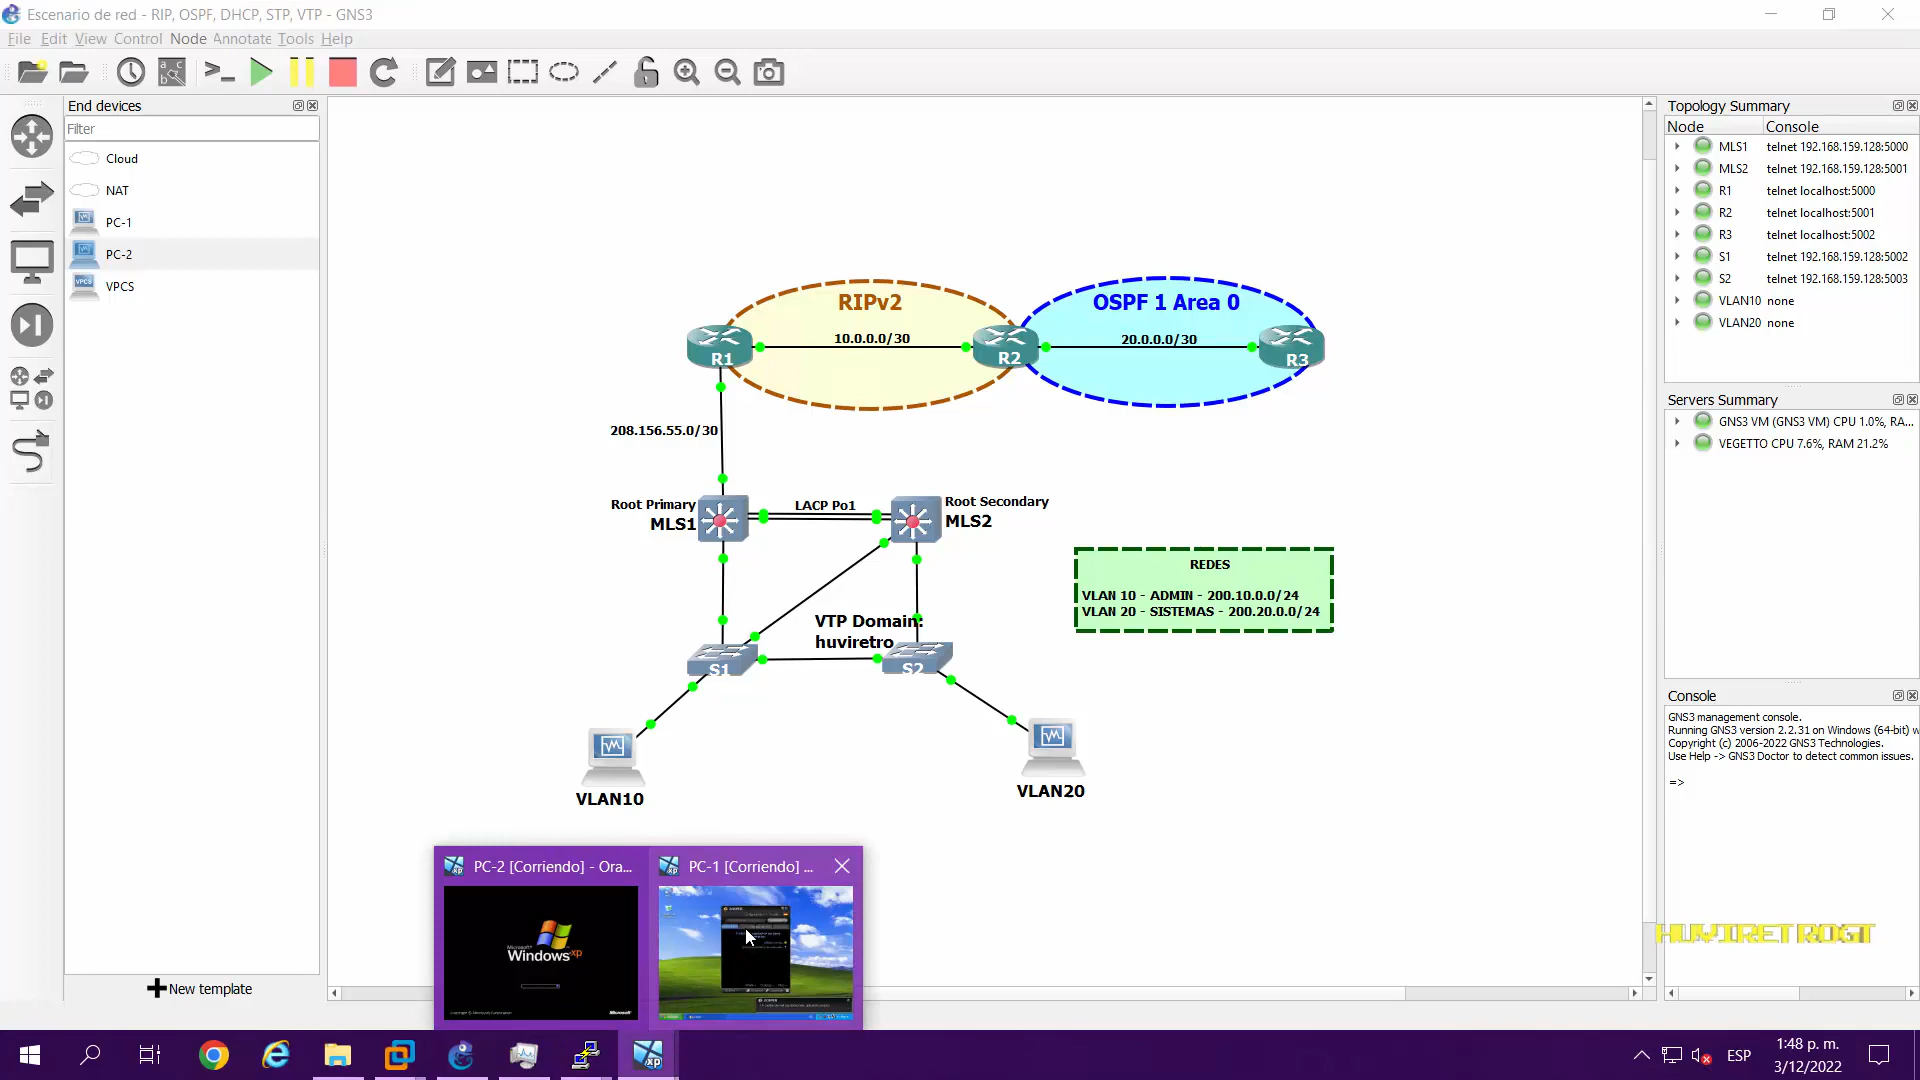 Escenario de red - RIP, OSPF, DHCP, STP, VTP - GNS3
File Edit View Control Node Annotate Tools Help
End devices
Filter
Cloud
NAT
PC-1
PC-2
VPCS
New template
RIPv2
OSPF 1 Area 0
10.0.0.0/30
20.0.0.0/30
R1
R2
R3
208.156.55.0/30
Root Primary
MLS1
LACP Po1
Root Secondary
MLS2
REDES
VLAN 10 - ADMIN - 200.10.0.0/24
VLAN 20 - SISTEMAS - 200.20.0.0/24
VTP Domain:
huviretro
S1
S2
VLAN10
VLAN20
PC-2 [Corriendo] - Ora...
PC-1 [Corriendo] ...
Microsoft
Windows xp
Topology Summary
Node Console
MLS1 telnet 192.168.159.128:5000
MLS2 telnet 192.168.159.128:5001
R1 telnet localhost:5000
R2 telnet localhost:5001
R3 telnet localhost:5002
S1 telnet 192.168.159.128:5002
S2 telnet 192.168.159.128:5003
VLAN10 none
VLAN20 none
Servers Summary
GNS3 VM (GNS3 VM) CPU 1.0%, RA...
VEGETTO CPU 7.6%, RAM 21.2%
Console
GNS3 management console.
Running GNS3 version 2.2.31 on Windows (64-bit) w
Copyright (c) 2006-2022 GNS3 Technologies.
Use Help -> GNS3 Doctor to detect common issues.
=>
ESP
1:48 p. m.
3/12/2022